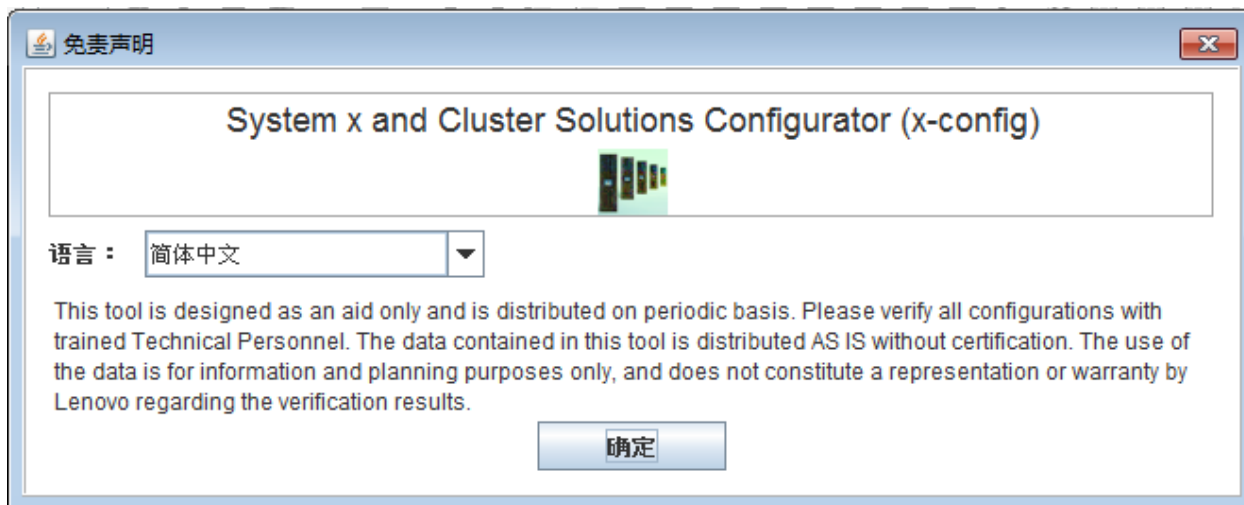 免责声明
System x and Cluster Solutions Configurator (x-config)
语言：
简体中文
This tool is designed as an aid only and is distributed on periodic basis. Please verify all configurations with
trained Technical Personnel. The data contained in this tool is distributed AS IS without certification. The use of
the data is for information and planning purposes only, and does not constitute a representation or warranty by
Lenovo regarding the verification results.
确定